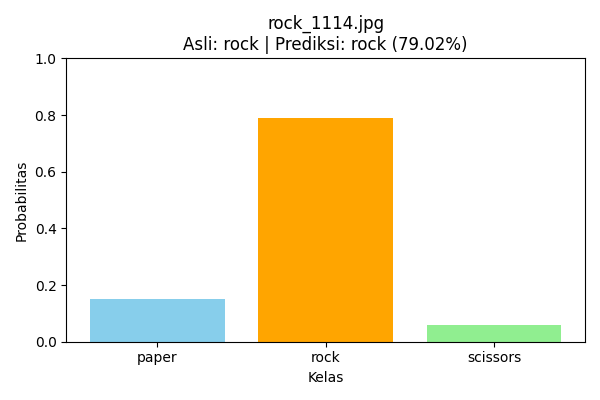 rock_1114.jpg
Asli: rock | Prediksi: rock (79.02%)
1.0
0.8
0.6
0.4
0.2
0.0
Probabilitas
paper
rock
scissors
Kelas